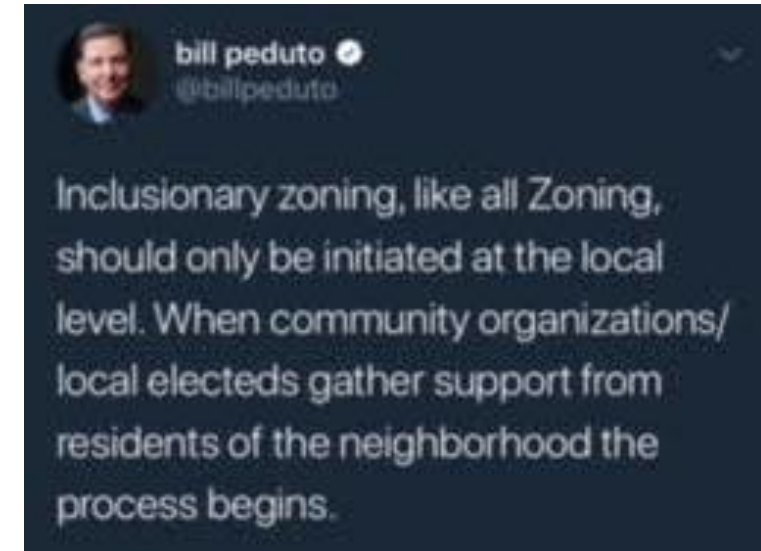 bill peduto
@billpeduto
Inclusionary zoning, like all Zoning,
should only be initiated at the local
level. When community organizations/
local electeds gather support from
residents of the neighborhood the
process begins.